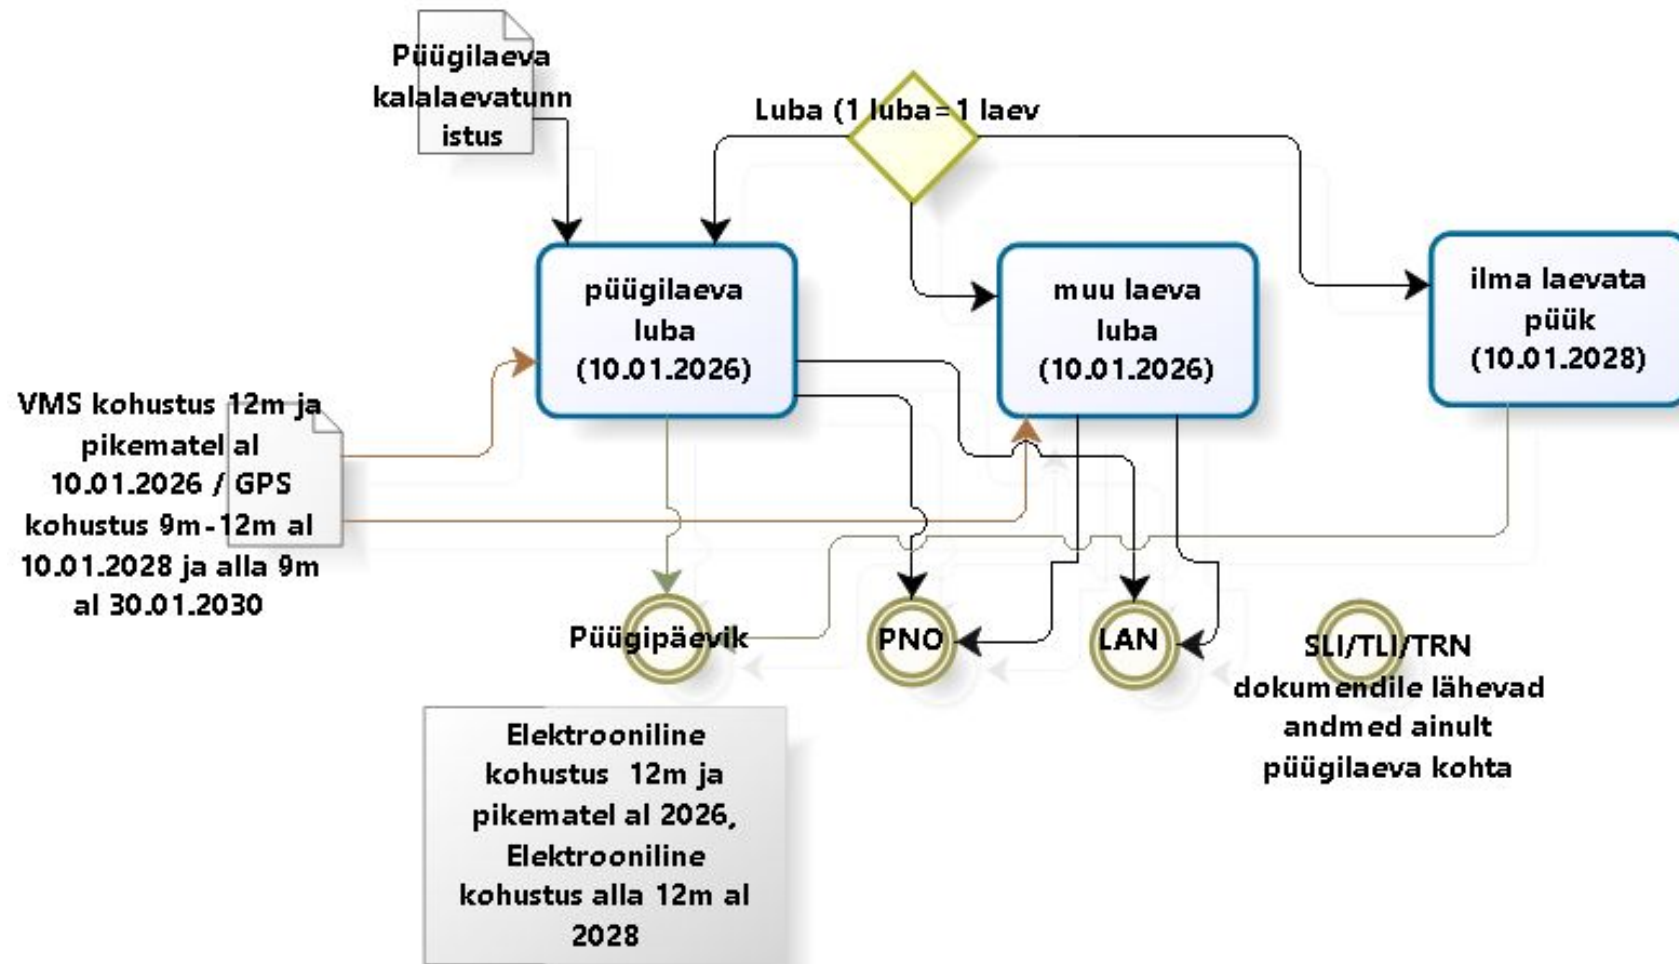 Püügilaeva
kalalaevatunn
istus
Luba (1 luba=1 laev
püügilaeva
luba
(10.01.2026)
muu laeva
luba
(10.01.2026)
ilma laevata
püük
(10.01.2028)
VMS kohustus 12m ja
pikematel al
10.01.2026 / GPS
kohustus 9m-12m al
10.01.2028 ja alla 9m
al 30.01.2030
Püügipäevik
PNO
LAN
SLI/TLI/TRN
dokumendile lähevad
andmed ainult
püügilaeva kohta
Elektrooniline
kohustus 12m ja
pikematel al 2026,
Elektrooniline
kohustus alla 12m al
2028